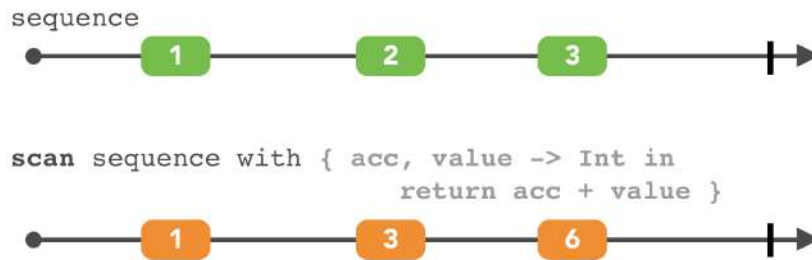 sequence
1 2 3
scan sequence with { acc, value -> Int in
return acc + value }
1 3 6